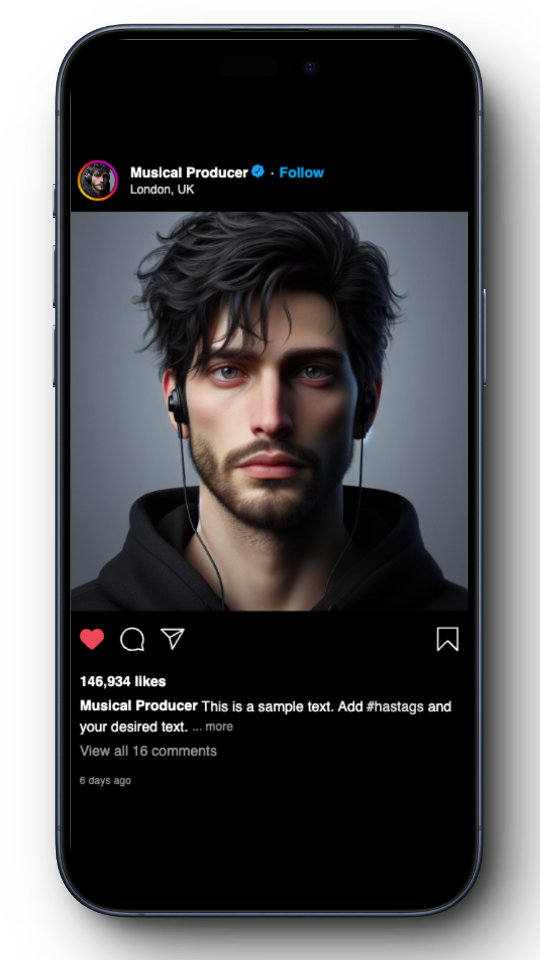 Musical Producer · Follow
London, UK
146,934 likes
Musical Producer This is a sample text. Add #hastags and
your desired text. ... more
View all 16 comments
6 days ago